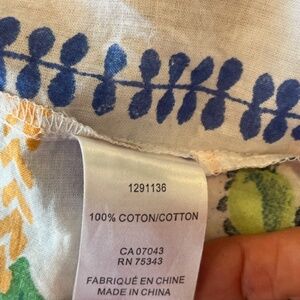 1291136
100% COTON/COTTON
CA 07043
RN 75343
FABRIQUÉ EN CHINE
MADE IN CHINA